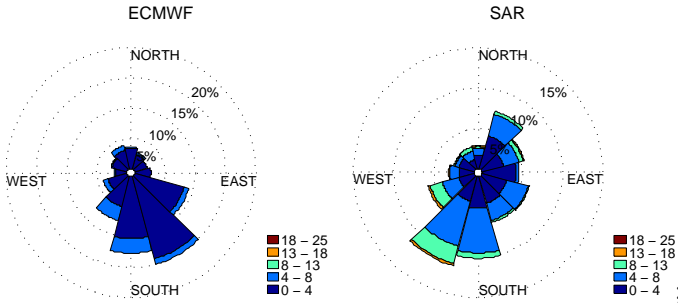 ECMWF
NORTH
20%
15%
10%
5%
WEST
EAST
SOUTH
18 – 25
13 – 18
8 – 13
4 – 8
0 – 4
SAR
NORTH
15%
10%
5%
WEST
EAST
SOUTH
18 – 25
13 – 18
8 – 13
4 – 8
0 – 4